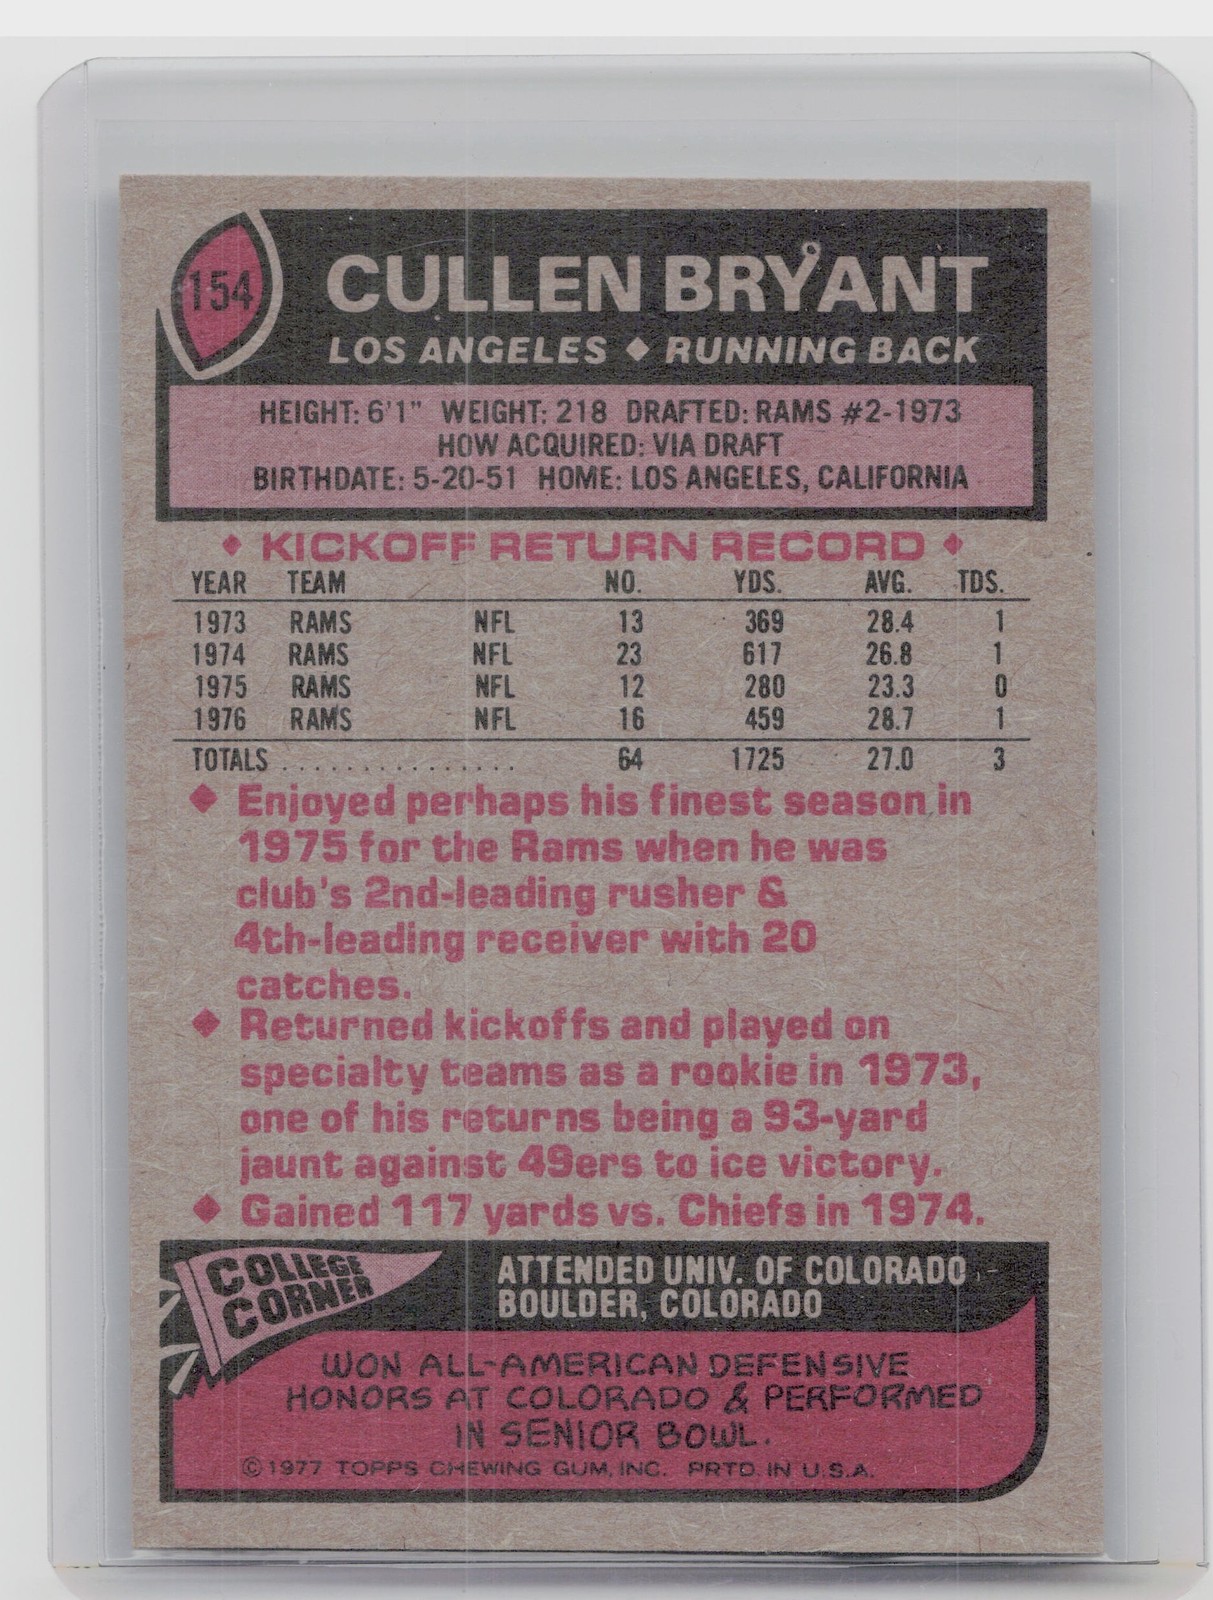 154
CULLEN BRYANT
LOS ANGELES ◆ RUNNING BACK
HEIGHT: 6'1" WEIGHT: 218 DRAFTED: RAMS #2-1973
HOW ACQUIRED: VIA DRAFT
BIRTHDATE: 5-20-51 HOME: LOS ANGELES, CALIFORNIA
◆ KICKOFF RETURN RECORD ◆
YEAR TEAM NO. YDS. AVG. TDS.
1973 RAMS NFL 13 369 28.4 1
1974 RAMS NFL 23 617 26.8 1
1975 RAMS NFL 12 280 23.3 0
1976 RAMS NFL 16 459 28.7 1
TOTALS . . . . . . . . . . . . . . . 64 1725 27.0 3
◆ Enjoyed perhaps his finest season in
1975 for the Rams when he was
club's 2nd-leading rusher &
4th-leading receiver with 20
catches.
◆ Returned kickoffs and played on
specialty teams as a rookie in 1973,
one of his returns being a 93-yard
jaunt against 49ers to ice victory.
◆ Gained 117 yards vs. Chiefs in 1974.
COLLEGE
CORNER
ATTENDED UNIV. OF COLORADO
BOULDER, COLORADO
WON ALL-AMERICAN DEFENSIVE
HONORS AT COLORADO & PERFORMED
IN SENIOR BOWL.
© 1977 TOPPS CHEWING GUM, INC. PRTD. IN U.S.A.